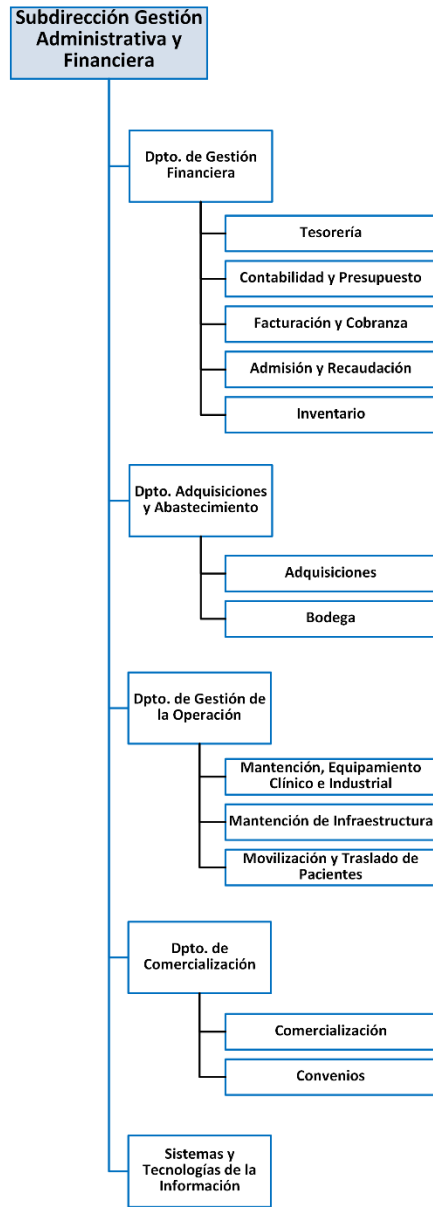 Subdirección Gestión
Administrativa y
Financiera
Dpto. de Gestión
Financiera
Tesorería
Contabilidad y Presupuesto
Facturación y Cobranza
Admisión y Recaudación
Inventario
Dpto. Adquisiciones
y Abastecimiento
Adquisiciones
Bodega
Dpto. de Gestión de
la Operación
Mantención, Equipamiento
Clínico e Industrial
Mantención de Infraestructura
Movilización y Traslado de
Pacientes
Dpto. de
Comercialización
Comercialización
Convenios
Sistemas y
Tecnologías de la
Información